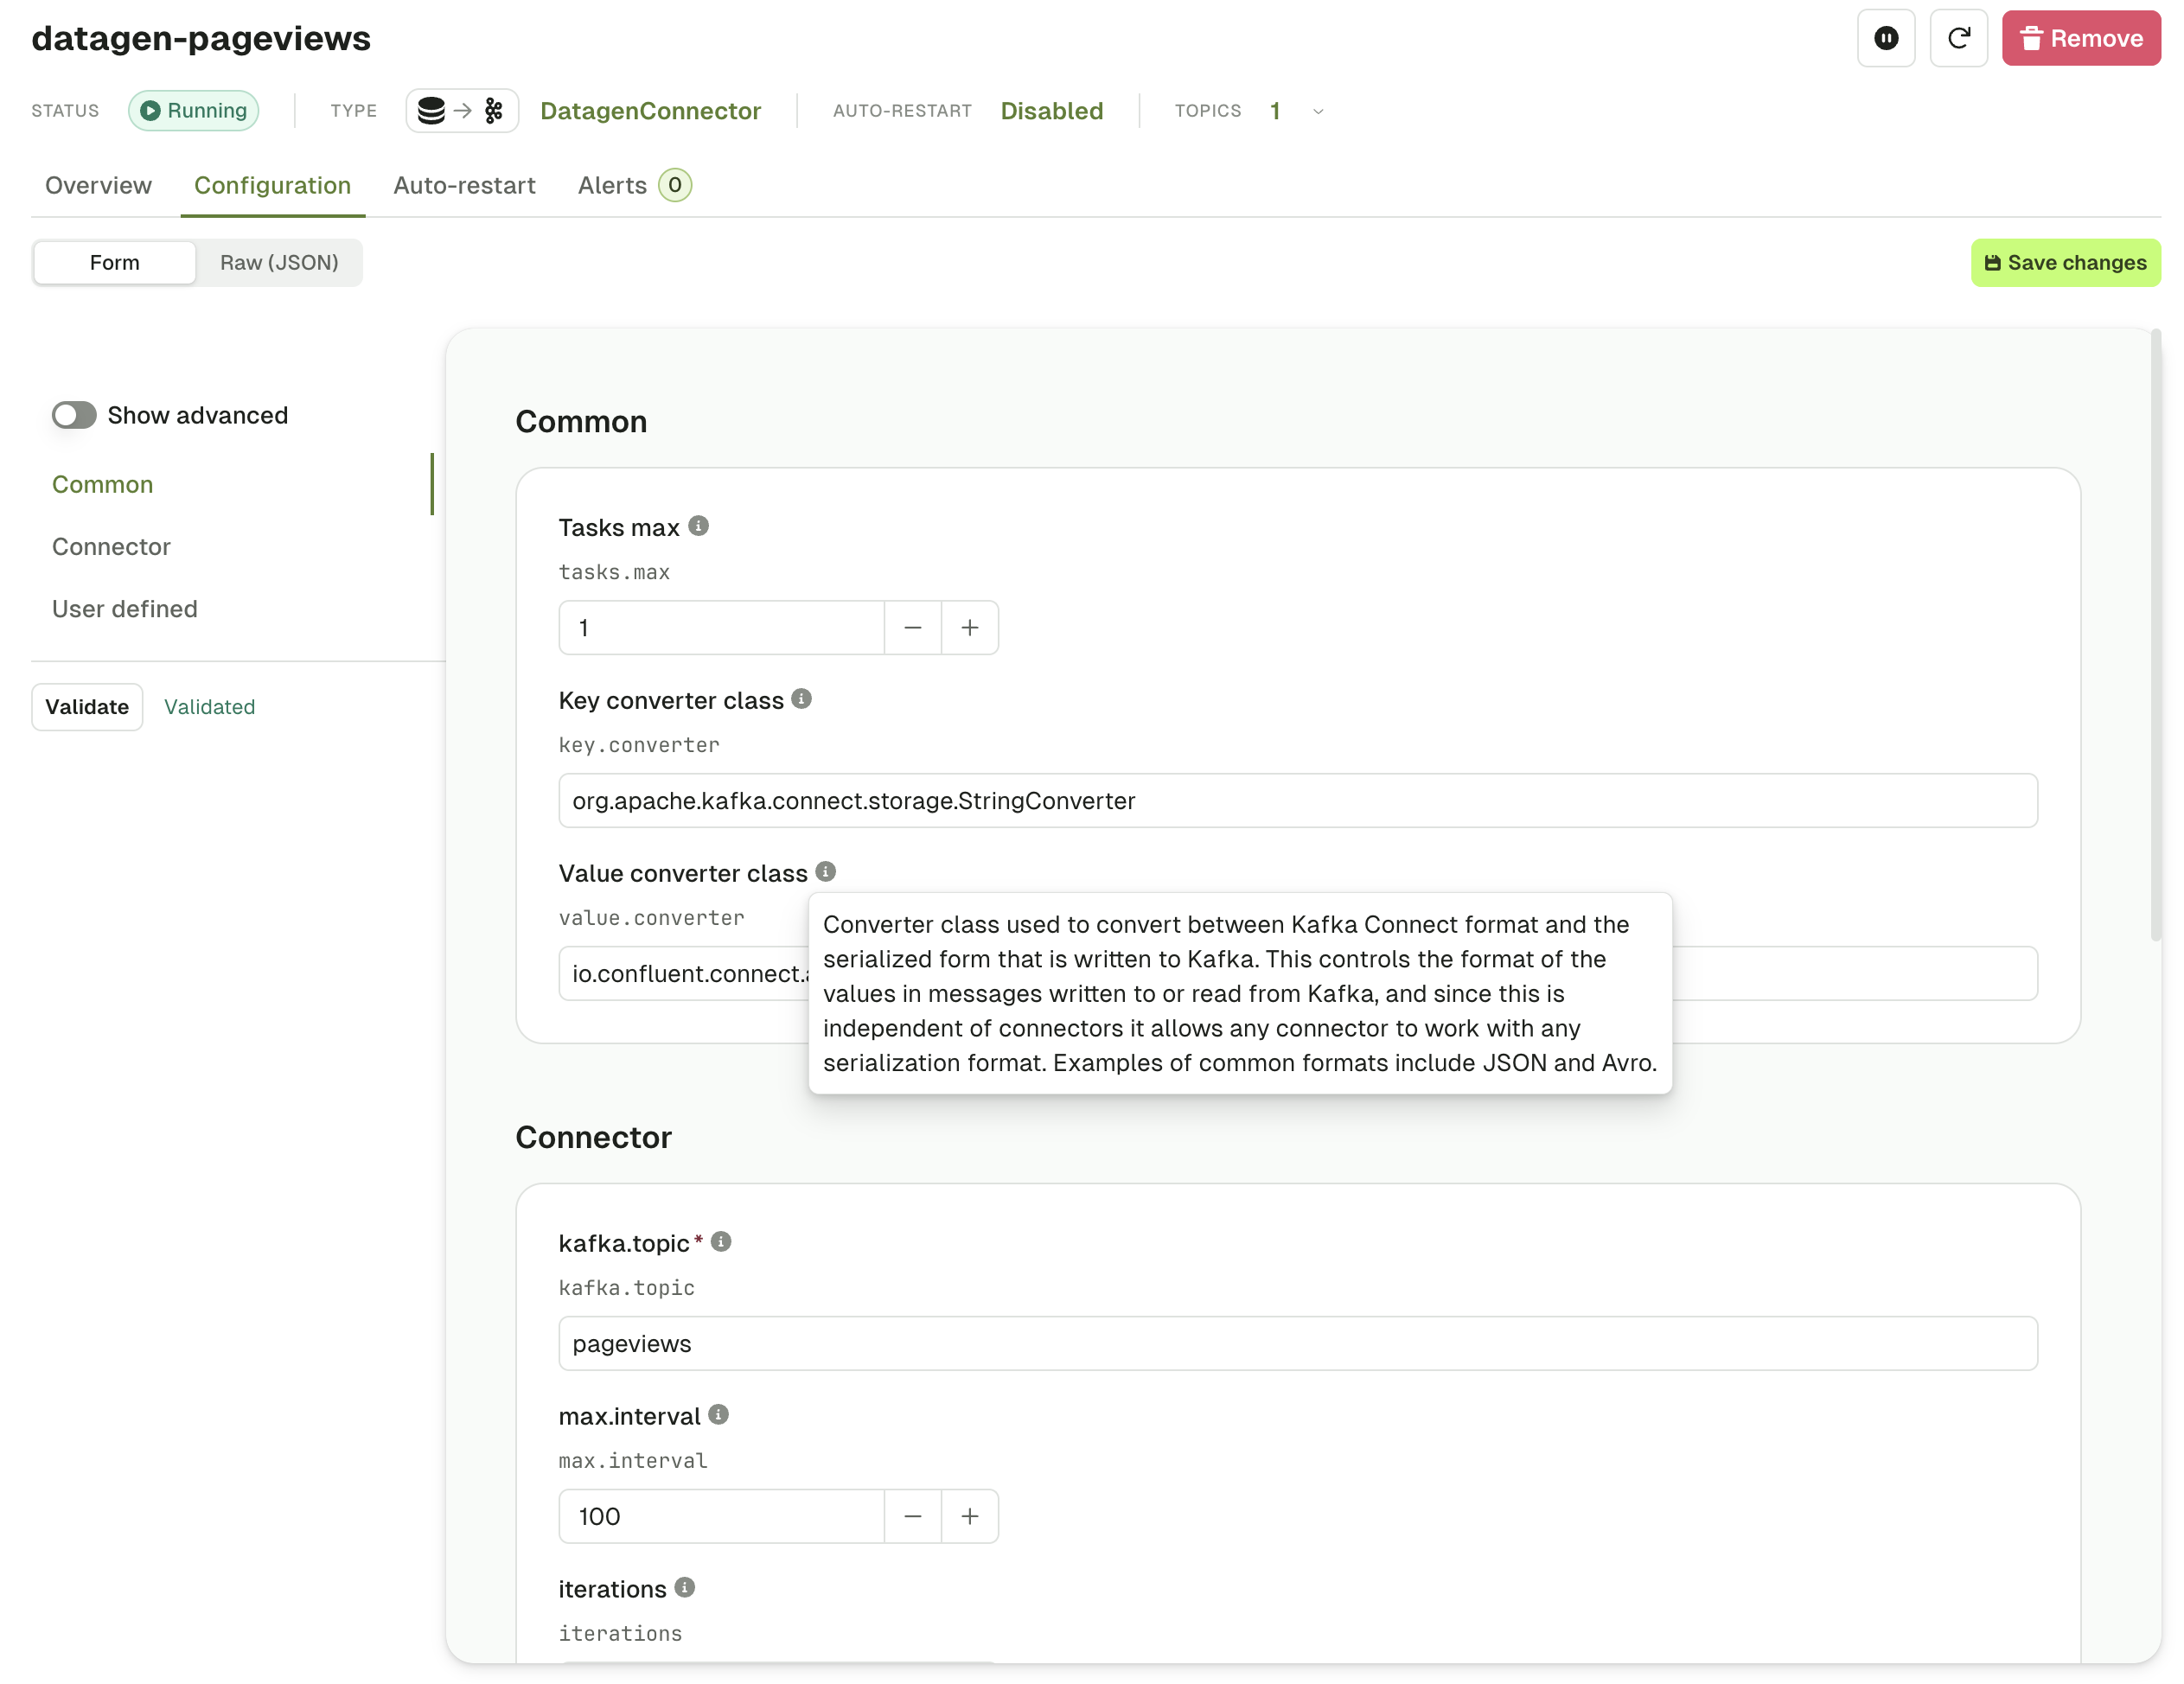 datagen-pageviews
Remove
STATUS Running TYPE DatagenConnector AUTO-RESTART Disabled TOPICS 1
Overview Configuration Auto-restart Alerts 0
Form Raw (JSON) Save changes
Show advanced
Common
Connector
User defined
Validate Validated
Common
Tasks max
tasks.max
1
Key converter class
key.converter
org.apache.kafka.connect.storage.StringConverter
Value converter class
value.converter
io.confluent.connect.
Converter class used to convert between Kafka Connect format and the
serialized form that is written to Kafka. This controls the format of the
values in messages written to or read from Kafka, and since this is
independent of connectors it allows any connector to work with any
serialization format. Examples of common formats include JSON and Avro.
Connector
kafka.topic*
kafka.topic
pageviews
max.interval
max.interval
100
iterations
iterations